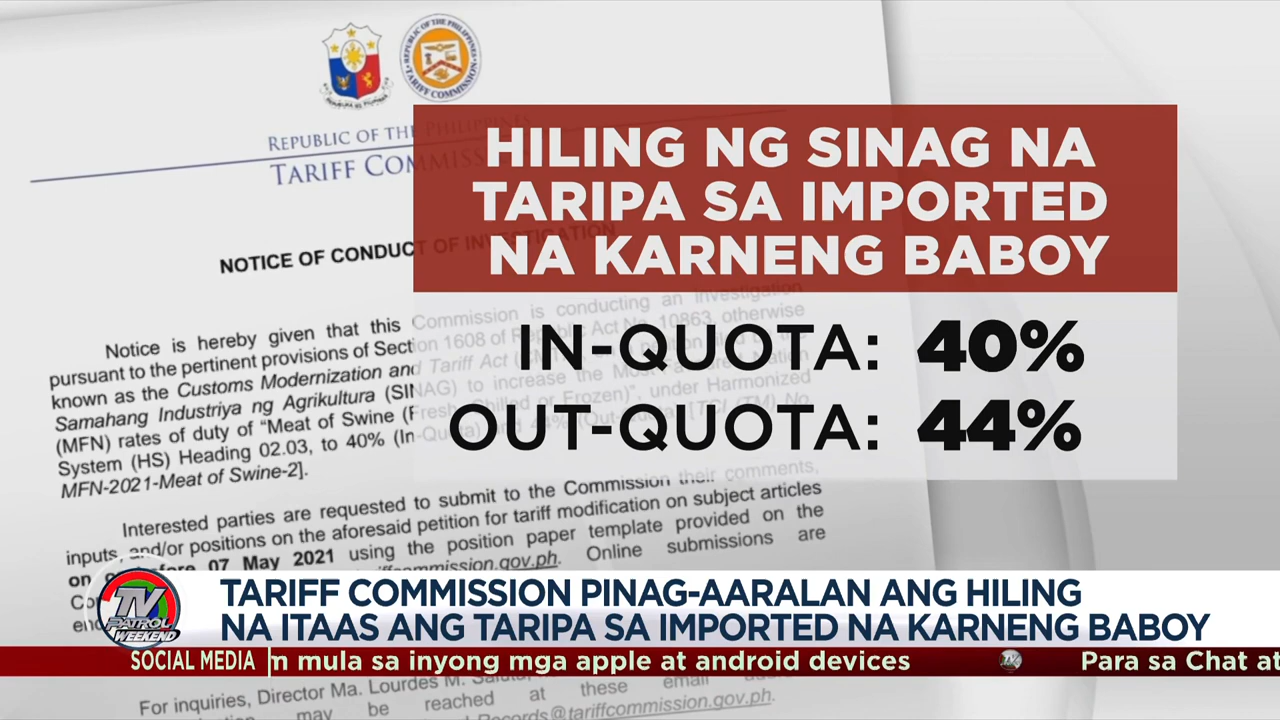 REPUBLIC OF THE PHILIPPINES
TARIFF COMMISSION
HILING NG SINAG NA
TARIPA SA IMPORTED
NA KARNENG BABOY
IN-QUOTA: 40%
OUT-QUOTA: 44%
NOTICE OF CONDUCT OF INVESTIGATION
Notice is hereby given that this Commission is conducting an investigation
pursuant to the pertinent provisions of Section 1608 of Republic Act No. 10863, otherwise
known as the Customs Modernization and Tariff Act
Samahang Industriya ng Agrikultura (SINAG) to increase the Most
(MFN) rates of duty of "Meat of Swine (Fresh, Chilled or Frozen)", under Harmonized
System (HS) Heading 02.03, to 40% (In-Quota) and 44%
MFN-2021-Meat of Swine-2].
Interested parties are requested to submit to the Commission their comments,
inputs, and/or positions on the aforesaid petition for tariff modification on subject articles
on or before 07 May 2021 using the position paper template provided on the
tariffcommission.gov.ph. Online submissions are
TV PATROL WEEKEND
TARIFF COMMISSION PINAG-AARALAN ANG HILING
NA ITAAS ANG TARIPA SA IMPORTED NA KARNENG BABOY
SOCIAL MEDIA m mula sa inyong mga apple at android devices Para sa Chat at
For inquiries, Director Ma. Lourdes M.
may be reached at these email
Records@tariffcommission.gov.ph.